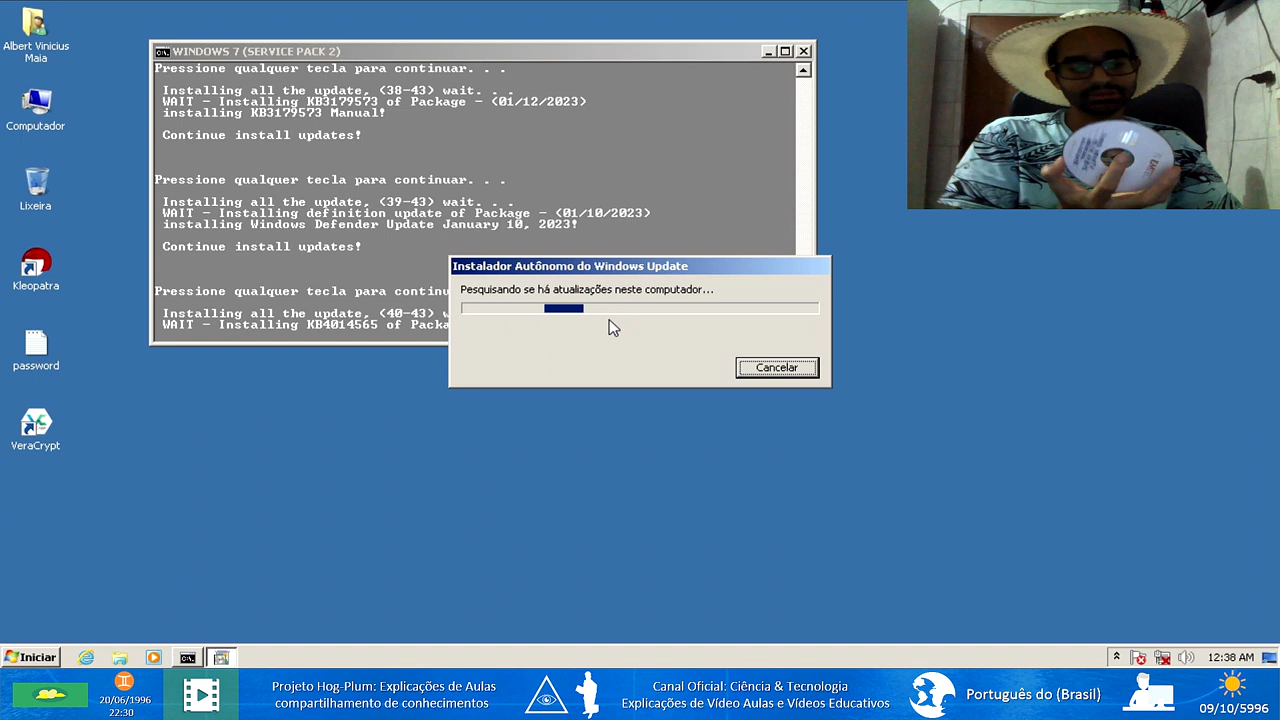 Albert Vinicius
Maia
Computador
Lixeira
Kleopatra
password
VeraCrypt
WINDOWS 7 (SERVICE PACK 2)
Pressione qualquer tecla para continuar. . .
Installing all the update, (38-43) wait. . .
WAIT - Installing KB3179573 of Package - (01/12/2023)
installing KB3179573 Manual!
Continue install updates!
Pressione qualquer tecla para continuar. . .
Installing all the update, (39-43) wait. . .
WAIT - Installing definition update of Package - (01/10/2023)
installing Windows Defender Update January 10, 2023!
Continue install updates!
Pressione qualquer tecla para continu
Installing all the update, (40-43) w
WAIT - Installing KB4014565 of Packa
Instalador Autônomo do Windows Update
Pesquisando se há atualizações neste computador...
Cancelar
Iniciar
12:38 AM
20/06/1996
22:30
Projeto Hog-Plum: Explicações de Aulas
compartilhamento de conhecimentos
Canal Oficial: Ciência & Tecnologia
Explicações de Vídeo Aulas e Vídeos Educativos
Português do (Brasil)
09/10/5996